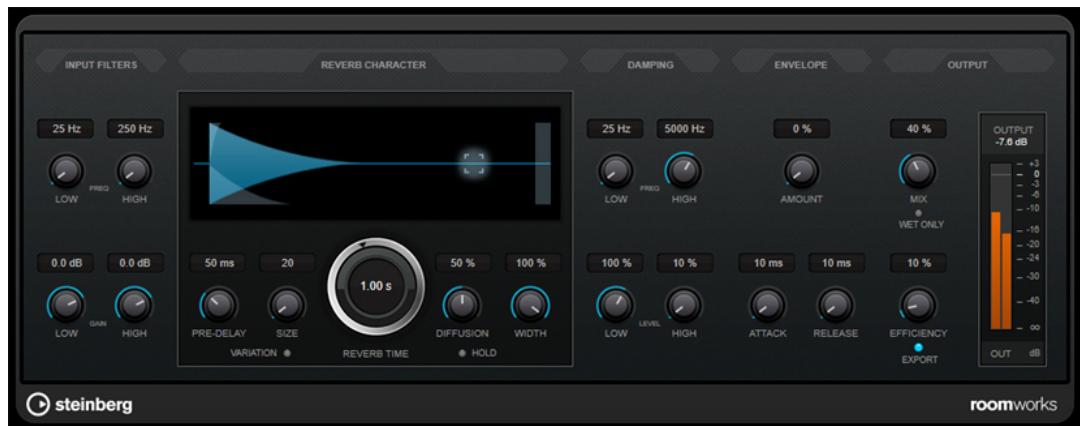 INPUT FILTERS REVERB CHARACTER DAMPING ENVELOPE OUTPUT
25 Hz 250 Hz
LOW FREQ HIGH
0.0 dB 0.0 dB
LOW GAIN HIGH
50 ms 20 1.00 s 50 % 100 %
PRE-DELAY SIZE DIFFUSION WIDTH
VARIATION REVERB TIME HOLD
25 Hz 5000 Hz
LOW FREQ HIGH
100 % 10 %
LOW LEVEL HIGH
0 %
AMOUNT
10 ms 10 ms
ATTACK RELEASE
40 %
MIX
WET ONLY
10 %
EFFICIENCY
EXPORT
OUTPUT
-7.6 dB
+3
0
-3
-6
-10
-16
-20
-24
-30
-40
∞
OUT dB
steinberg roomworks